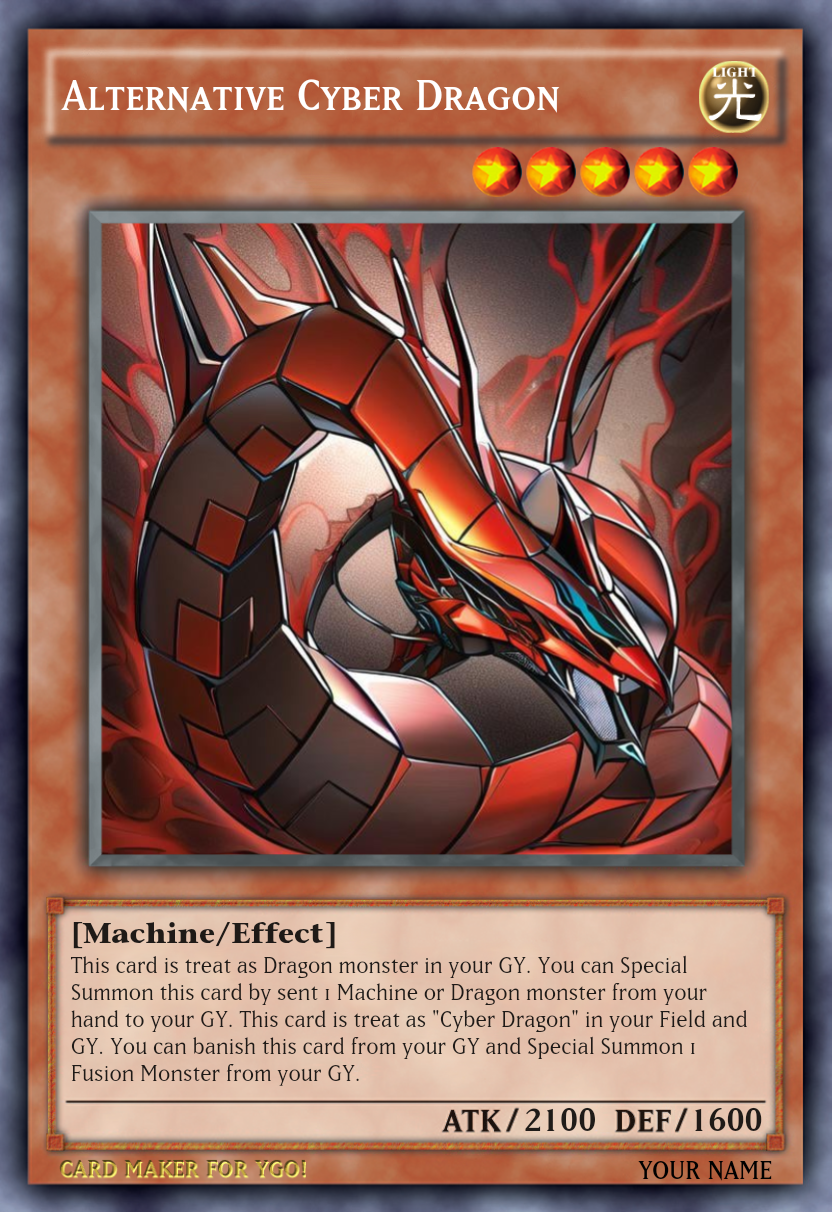 Alternative Cyber Dragon
LIGHT
光
[Machine/Effect]
This card is treat as Dragon monster in your GY. You can Special
Summon this card by sent 1 Machine or Dragon monster from your
hand to your GY. This card is treat as "Cyber Dragon" in your Field and
GY. You can banish this card from your GY and Special Summon 1
Fusion Monster from your GY.
ATK/2100 DEF/1600
CARD MAKER FOR YGO!
YOUR NAME